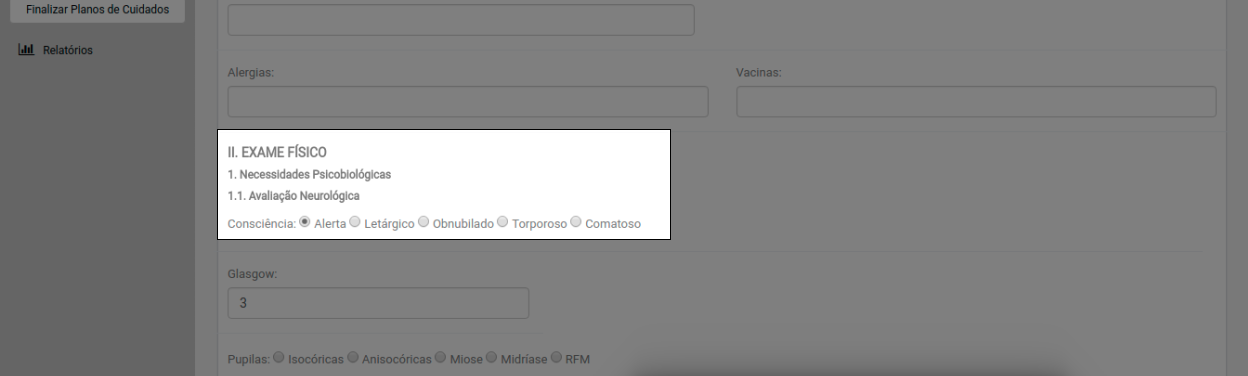 Finalizar Planos de Cuidados
Relatórios
Alergias: Vacinas:
II. EXAME FÍSICO
1. Necessidades Psicobiológicas
1.1. Avaliação Neurológica
Consciência: Alerta Letárgico Obnubilado Torporoso Comatoso
Glasgow:
3
Pupilas: Isocóricas Anisocóricas Miose Midríase RFM